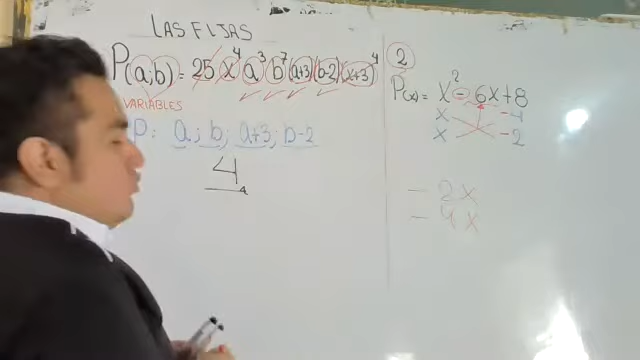 LAS FIJAS
P(a;b) = 25 x⁴ a³ b⁷ (a+3) (b-2) (x+3)⁴
VARIABLES
P: a; b; a+3; b-2
4
2
P(x) = x² - 6x + 8
x -4
x -2
- 2x
- 4x